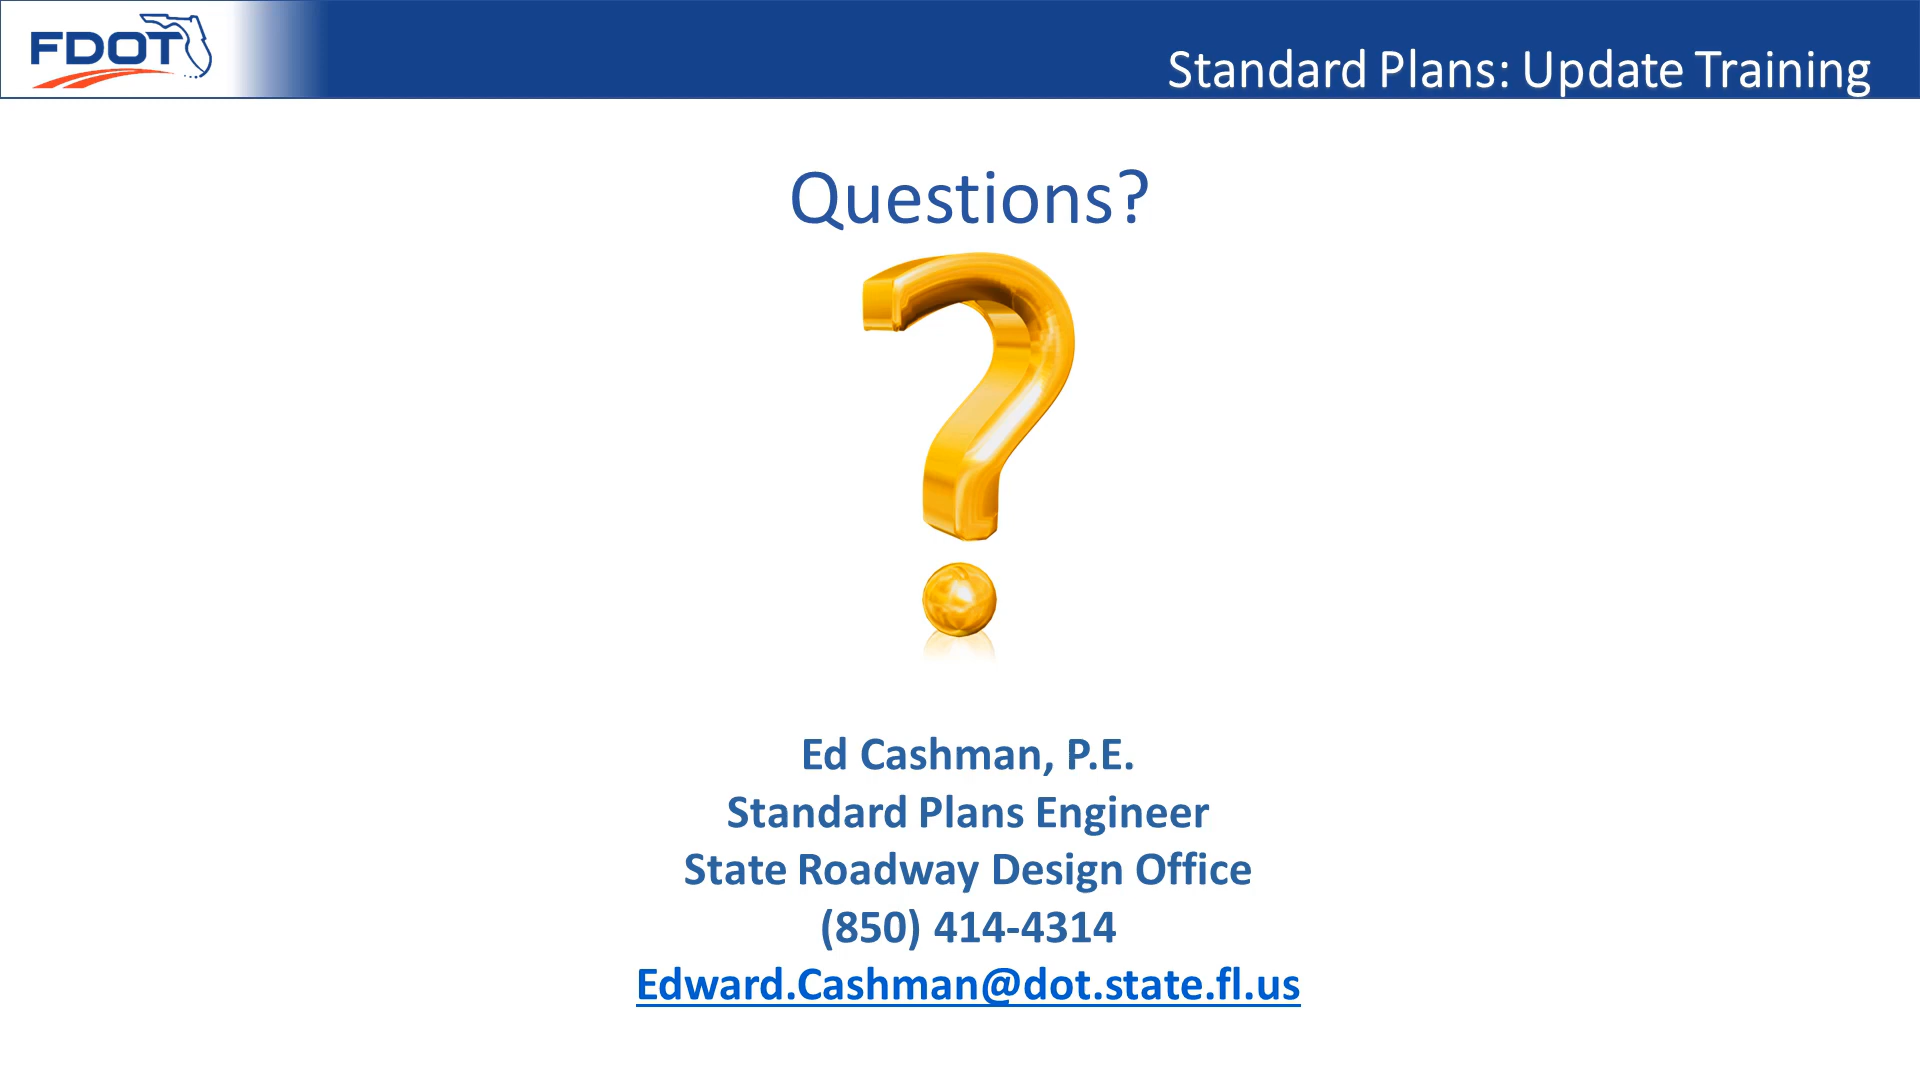 FDOT
Standard Plans: Update Training
Questions?
Ed Cashman, P.E.
Standard Plans Engineer
State Roadway Design Office
(850) 414-4314
Edward.Cashman@dot.state.fl.us